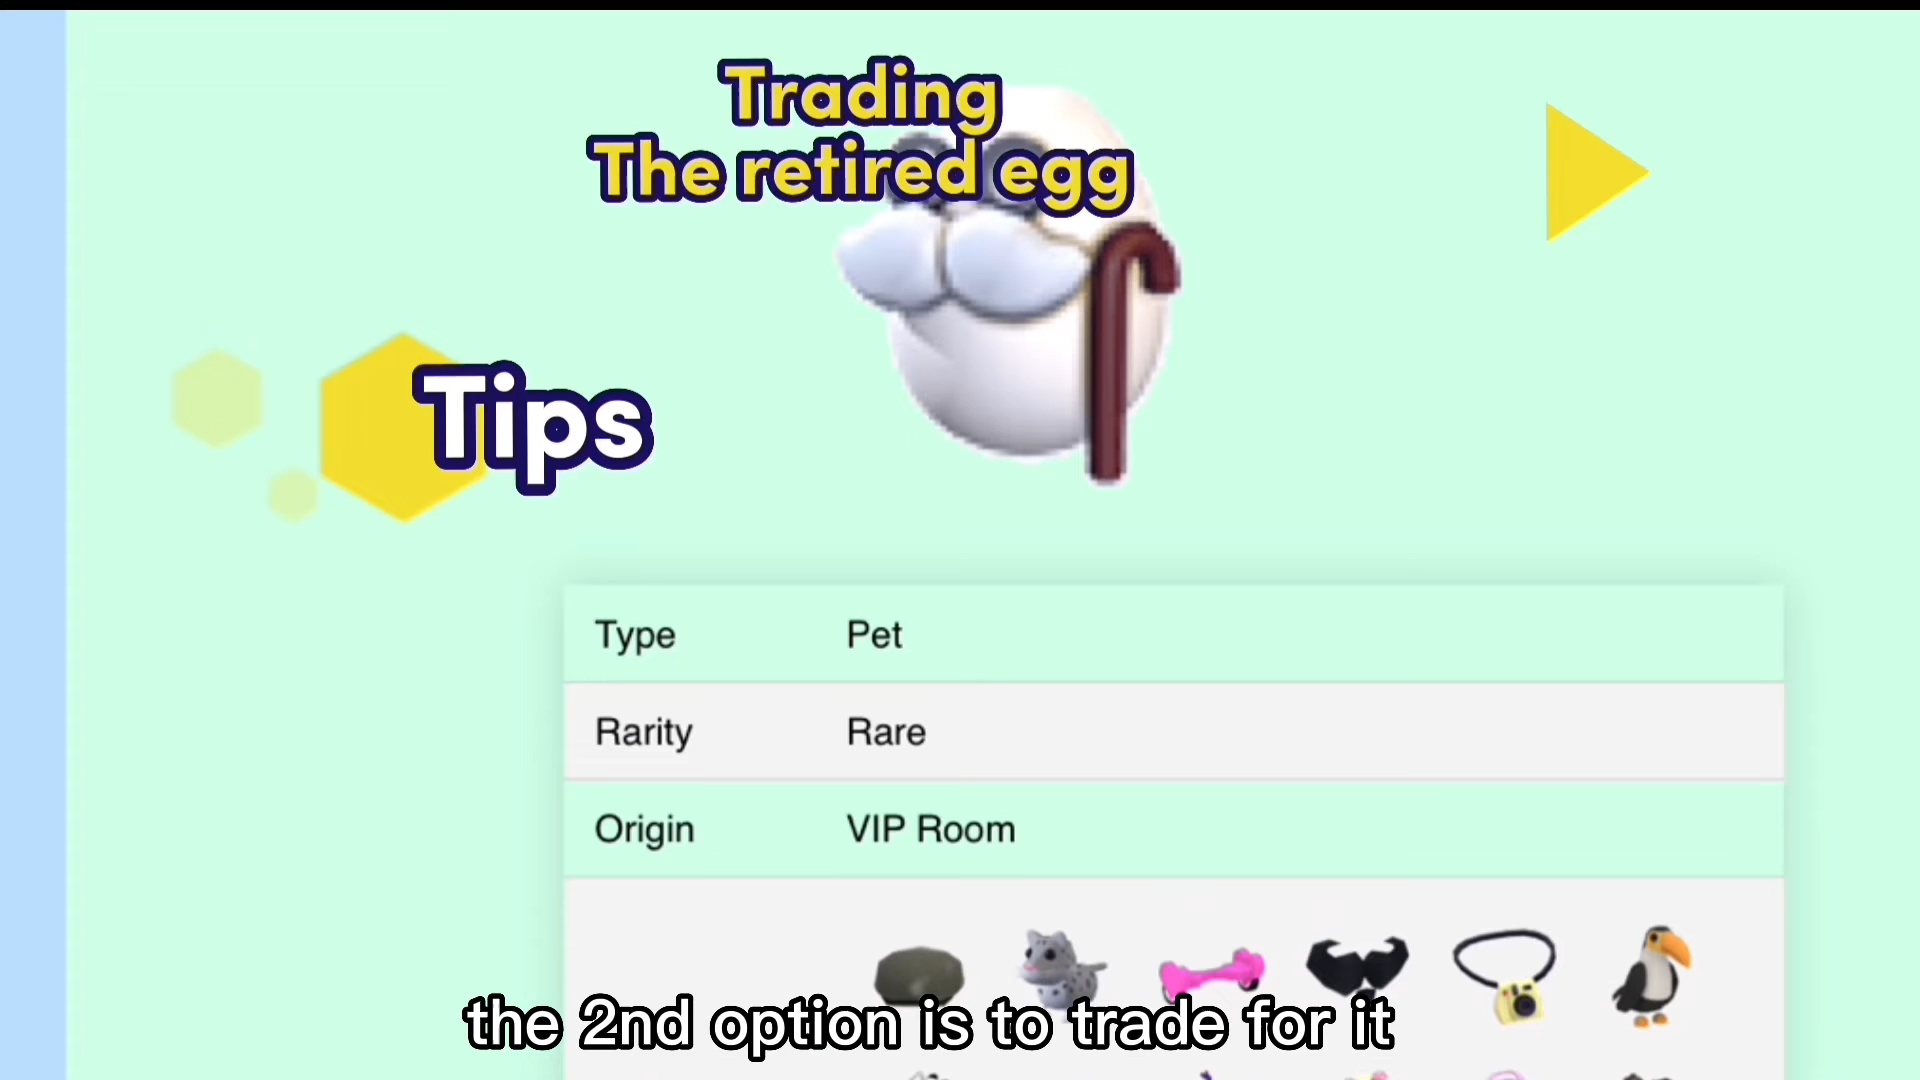 Trading
The retired egg
Tips
Type Pet
Rarity Rare
Origin VIP Room
the 2nd option is to trade for it